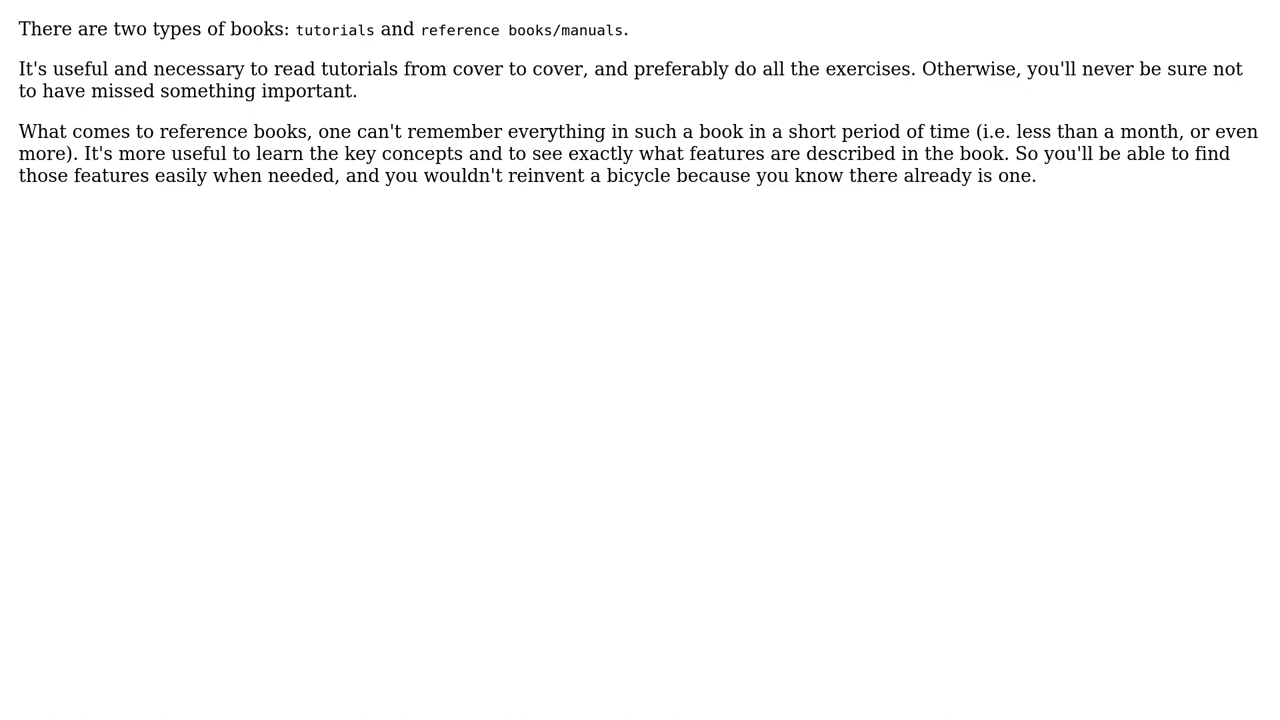 There are two types of books: tutorials and reference books/manuals.
It's useful and necessary to read tutorials from cover to cover, and preferably do all the exercises. Otherwise, you'll never be sure not
to have missed something important.
What comes to reference books, one can't remember everything in such a book in a short period of time (i.e. less than a month, or even
more). It's more useful to learn the key concepts and to see exactly what features are described in the book. So you'll be able to find
those features easily when needed, and you wouldn't reinvent a bicycle because you know there already is one.